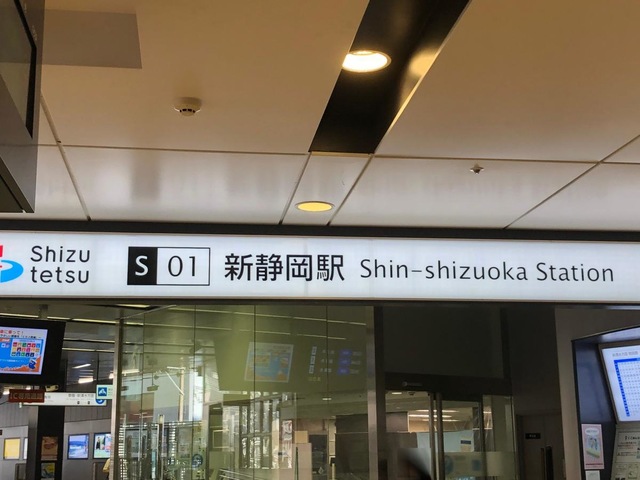 Shizu
tetsu
S 01 新静岡駅 Shin-shizuoka Station